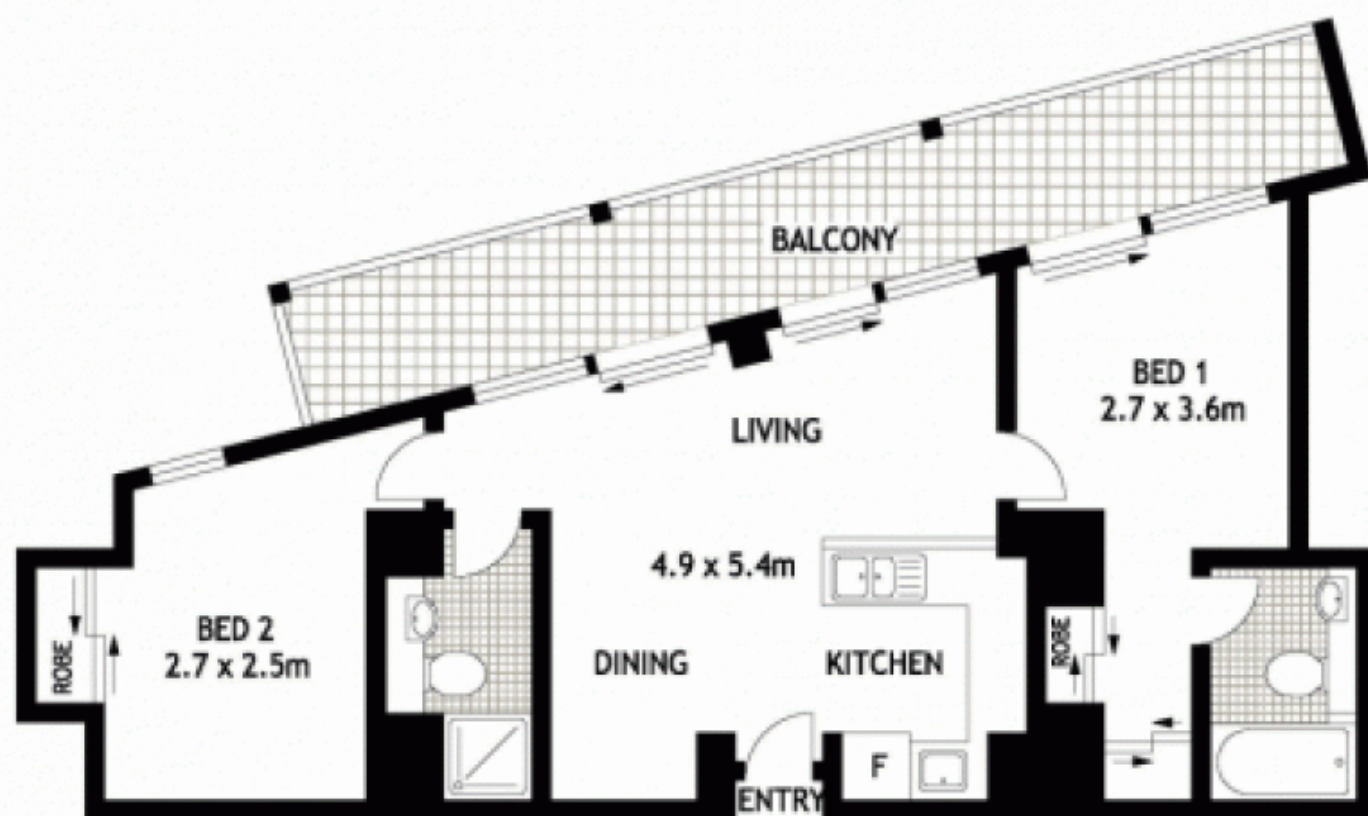 BALCONY
BED 1
2.7 x 3.6m
LIVING
4.9 x 5.4m
BED 2
2.7 x 2.5m
ROBE
DINING
KITCHEN
ROBE
F
ENTRY